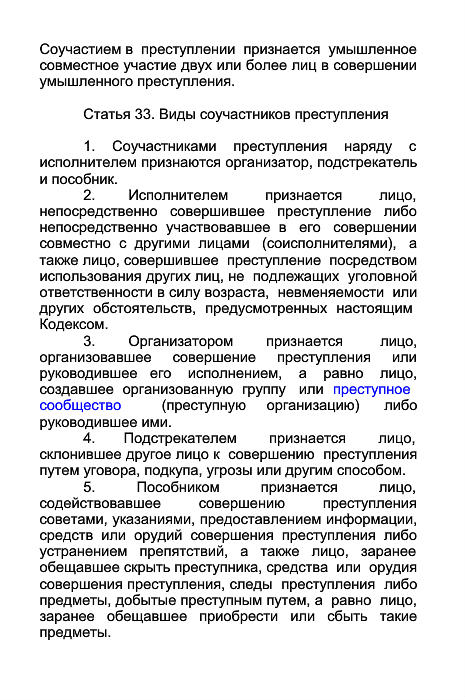 Соучастием в преступлении признается умышленное
совместное участие двух или более лиц в совершении
умышленного преступления.
Статья 33. Виды соучастников преступления
1. Соучастниками преступления наряду с
исполнителем признаются организатор, подстрекатель
и пособник.
2. Исполнителем признается лицо,
непосредственно совершившее преступление либо
непосредственно участвовавшее в его совершении
совместно с другими лицами (соисполнителями), а
также лицо, совершившее преступление посредством
использования других лиц, не подлежащих уголовной
ответственности в силу возраста, невменяемости или
других обстоятельств, предусмотренных настоящим
Кодексом.
3. Организатором признается лицо,
организовавшее совершение преступления или
руководившее его исполнением, а равно лицо,
создавшее организованную группу или преступное
сообщество (преступную организацию) либо
руководившее ими.
4. Подстрекателем признается лицо,
склонившее другое лицо к совершению преступления
путем уговора, подкупа, угрозы или другим способом.
5. Пособником признается лицо,
содействовавшее совершению преступления
советами, указаниями, предоставлением информации,
средств или орудий совершения преступления либо
устранением препятствий, а также лицо, заранее
обещавшее скрыть преступника, средства или орудия
совершения преступления, следы преступления либо
предметы, добытые преступным путем, а равно лицо,
заранее обещавшее приобрести или сбыть такие
предметы.